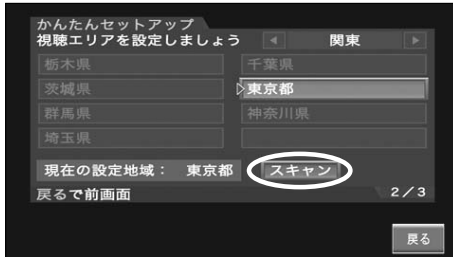 かんたんセットアップ
視聴エリアを設定しましょう ◀ 関東 ▶
栃木県 千葉県
茨城県 ▷東京都
群馬県 神奈川県
埼玉県
現在の設定地域： 東京都 スキャン
戻るで前画面 2／3
戻る